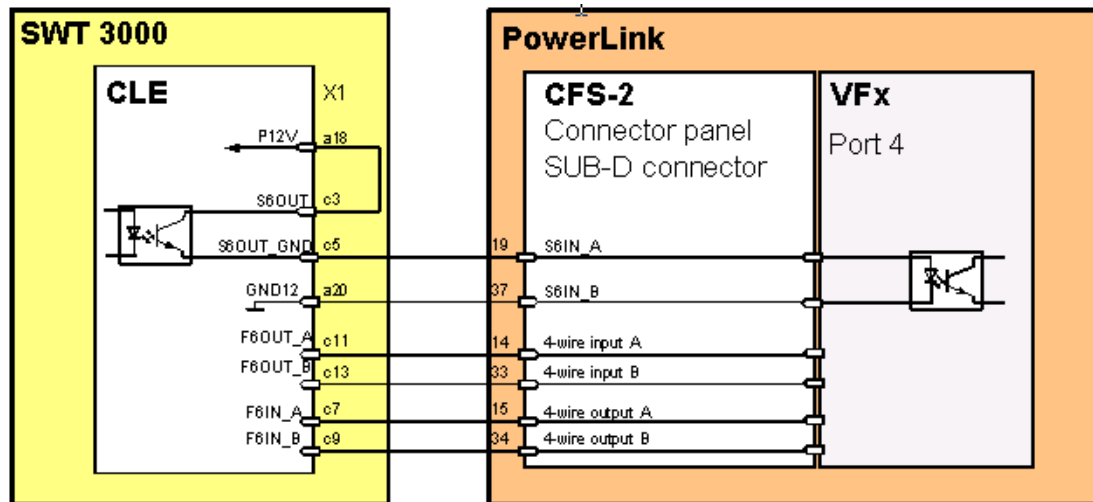 SWT 3000
PowerLink
CLE
X1
CFS-2
Connector panel
SUB-D connector
VFx
Port 4
P12V
a18
S6OUT
c3
S6OUT_GND
c5
19
S6IN_A
GND12
a20
37
S6IN_B
F6OUT_A
c11
14
4-wire input A
F6OUT_B
c13
33
4-wire input B
F6IN_A
c7
15
4-wire output A
F6IN_B
c9
34
4-wire output B